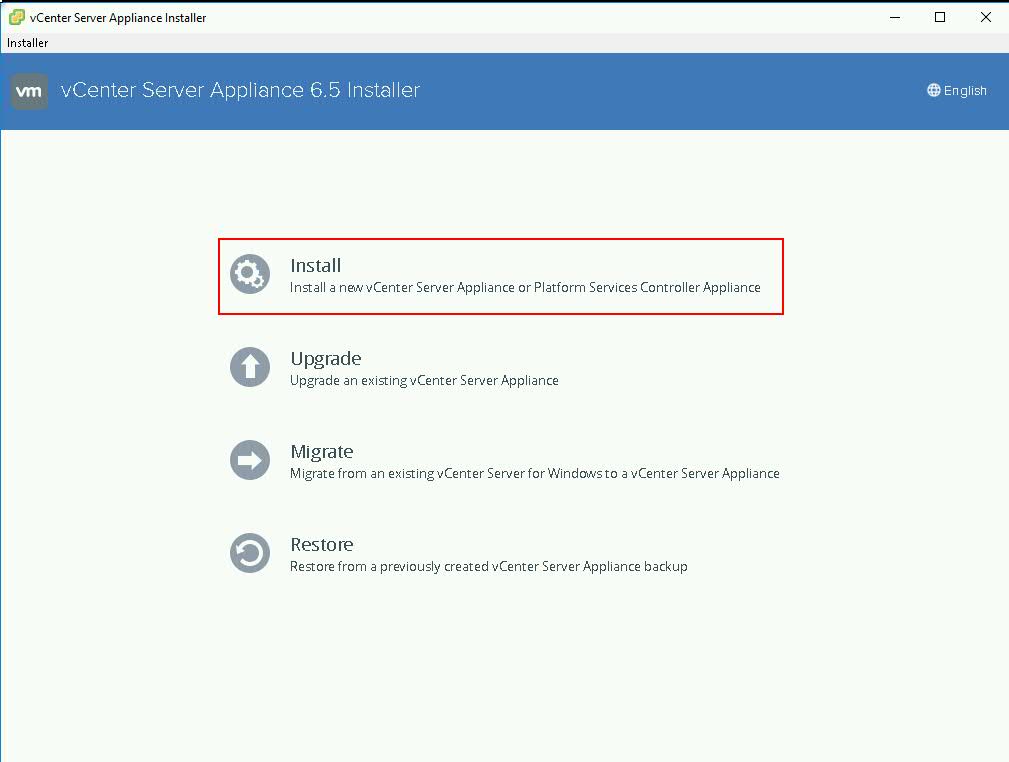 vCenter Server Appliance Installer
Installer
vm vCenter Server Appliance 6.5 Installer English
Install
Install a new vCenter Server Appliance or Platform Services Controller Appliance
Upgrade
Upgrade an existing vCenter Server Appliance
Migrate
Migrate from an existing vCenter Server for Windows to a vCenter Server Appliance
Restore
Restore from a previously created vCenter Server Appliance backup